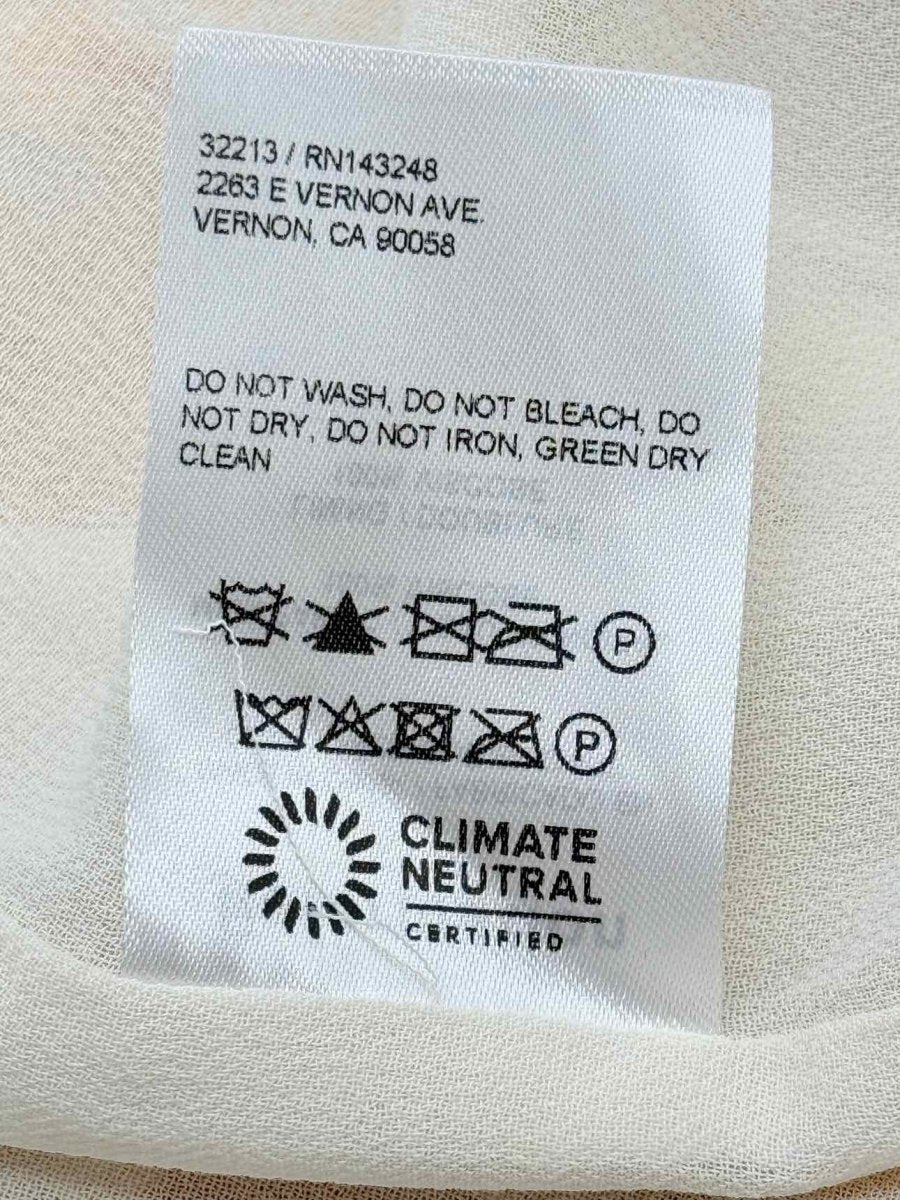 32213 / RN143248
2263 E VERNON AVE.
VERNON, CA 90058
DO NOT WASH, DO NOT BLEACH, DO
NOT DRY, DO NOT IRON, GREEN DRY
CLEAN
P
P
CLIMATE
NEUTRAL
CERTIFIED